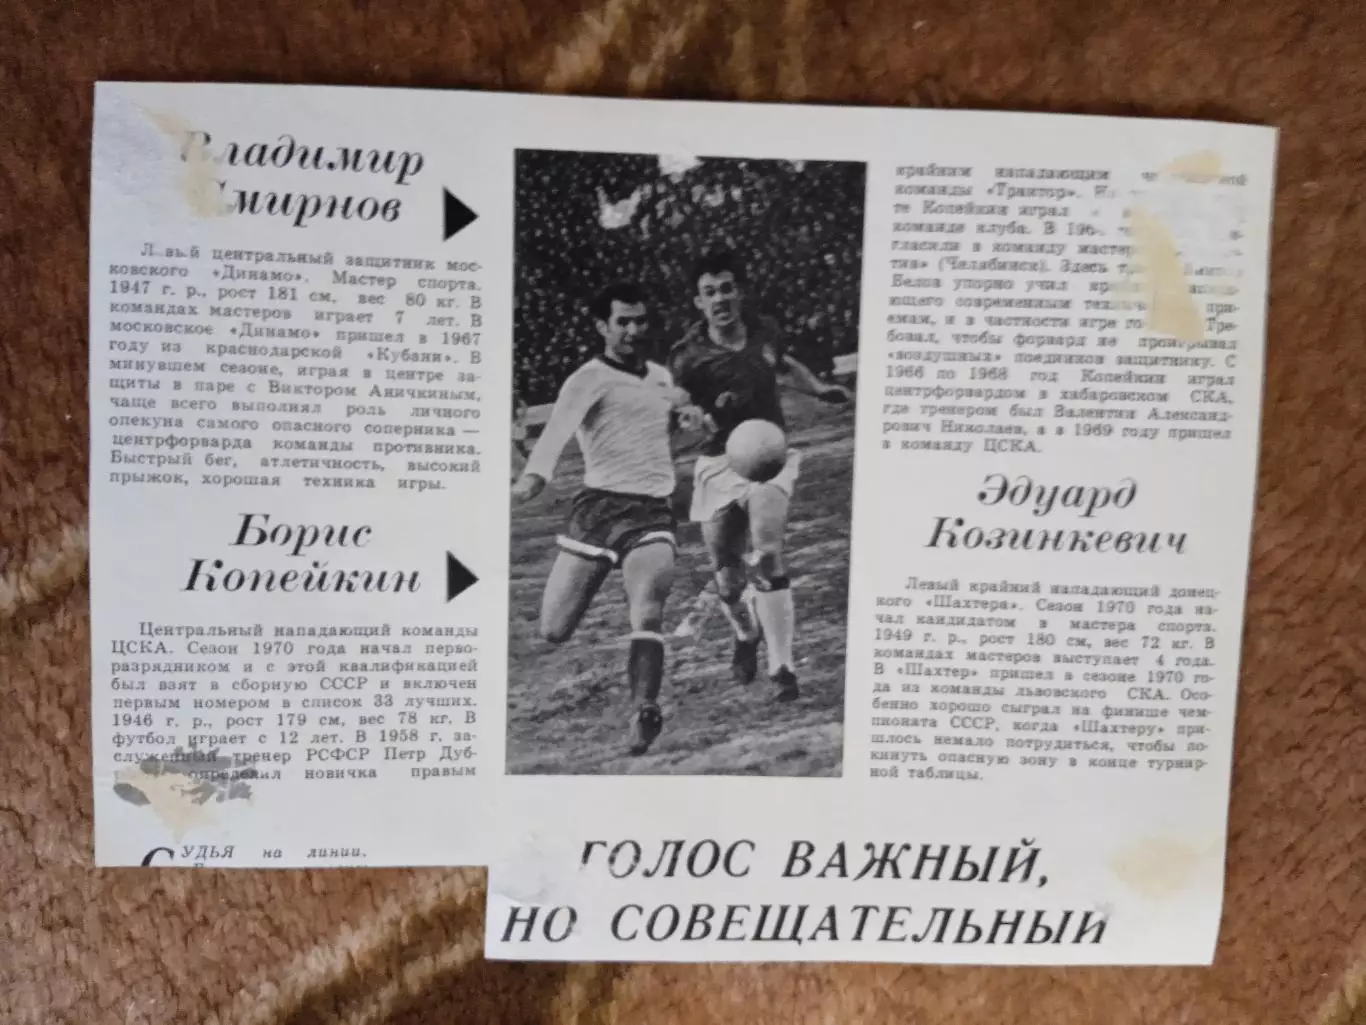 Владимир
Смирнов
Левый центральный защитник мос-
ковского «Динамо». Мастер спорта.
1947 г. р., рост 181 см, вес 80 кг. В
командах мастеров играет 7 лет. В
московское «Динамо» пришел в 1967
году из краснодарской «Кубани». В
минувшем сезоне, играя в центре за-
щиты в паре с Виктором Аничкиным,
чаще всего выполнял роль личного
опекуна самого опасного соперника —
центрфорварда команды противника.
Быстрый бег, атлетичность, высокий
прыжок, хорошая техника игры.
Борис
Копейкин
Центральный нападающий команды
ЦСКА. Сезон 1970 года начал перво-
разрядником и с этой квалификацией
был взят в сборную СССР и включен
первым номером в список 33 лучших.
1946 г. р., рост 179 см, вес 78 кг. В
футбол играет с 12 лет. В 1958 г. за-
служенный тренер РСФСР Петр Дуб-
определил новичка правым
крайним нападающим
команды «Трактор».
те Копейкин играл
команде клуба. В
гласили в команду
(Челябинск). Здесь
Белов упорно учил
ющего современным
емам, и в частности игре Тре-
бовал, чтобы форвард не проигрывал
«воздушных» поединков защитнику. С
1966 по 1968 год Копейкин играл
центрфорвардом в хабаровском СКА,
где тренером был Валентин Александ-
рович Николаев, а в 1969 году пришел
в команду ЦСКА.
Эдуард
Козинкевич
Левый крайний нападающий донец-
кого «Шахтера». Сезон 1970 года на-
чал кандидатом в мастера спорта.
1949 г. р., рост 180 см, вес 72 кг. В
командах мастеров выступает 4 года.
В «Шахтер» пришел в сезоне 1970 го-
да из команды львовского СКА. Осо-
бенно хорошо сыграл на финише чем-
пионата СССР, когда «Шахтеру» при-
шлось немало потрудиться, чтобы по-
кинуть опасную зону в конце турнир-
ной таблицы.
СУДЬЯ на линии.
ГОЛОС ВАЖНЫЙ,
НО СОВЕЩАТЕЛЬНЫЙ